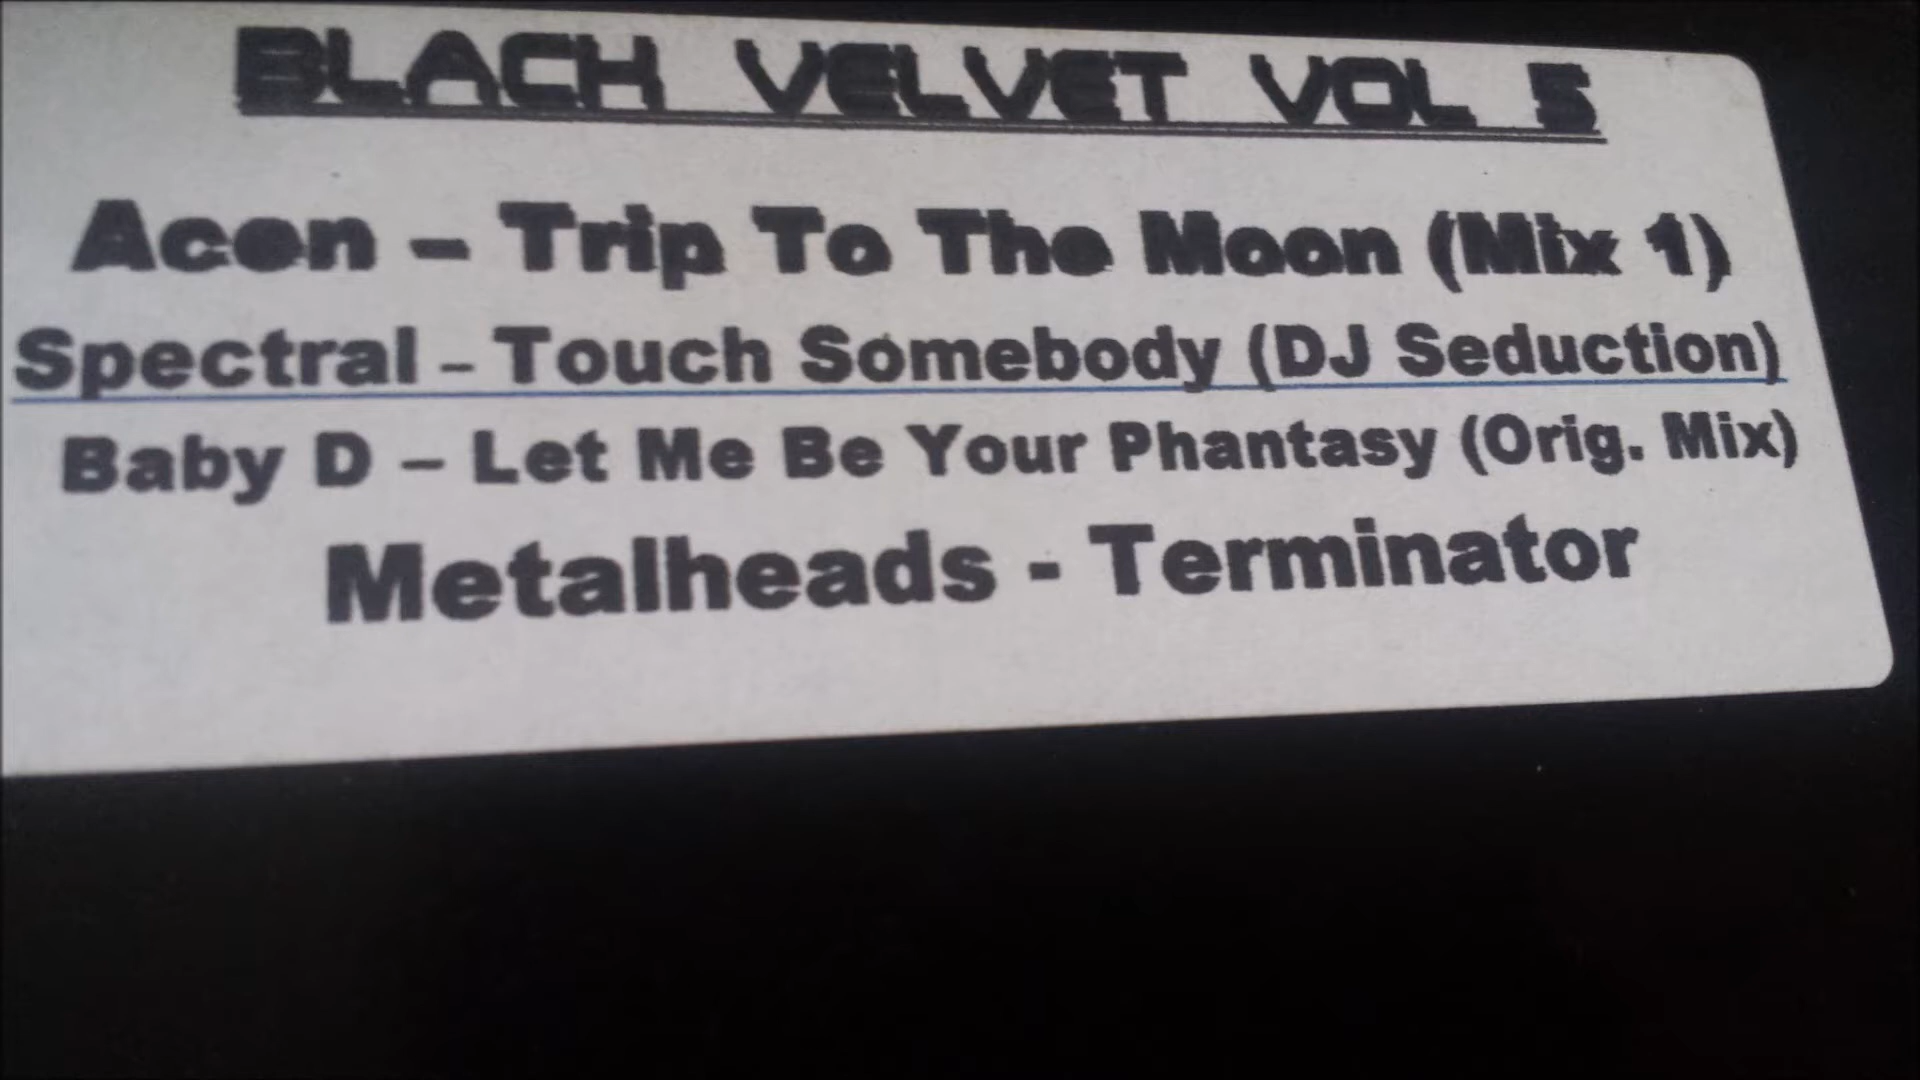 BLACK VELVET VOL 5
Acen – Trip To The Moon (Mix 1)
Spectral – Touch Somebody (DJ Seduction)
Baby D – Let Me Be Your Phantasy (Orig. Mix)
Metalheads - Terminator